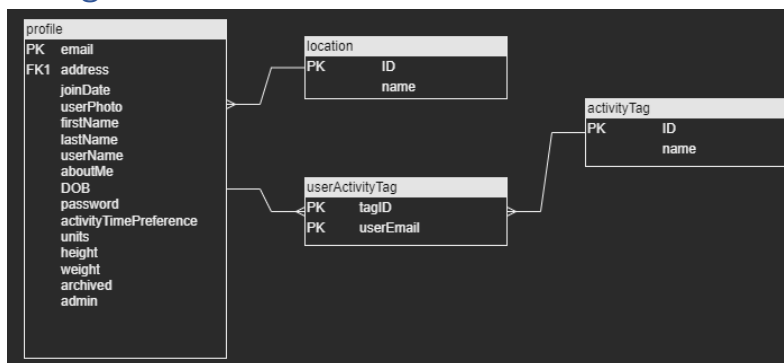 profile
PK email
FK1 address
joinDate
userPhoto
firstName
lastName
userName
aboutMe
DOB
password
activityTimePreference
units
height
weight
archived
admin
location
PK ID
name
userActivityTag
PK tagID
PK userEmail
activityTag
PK ID
name